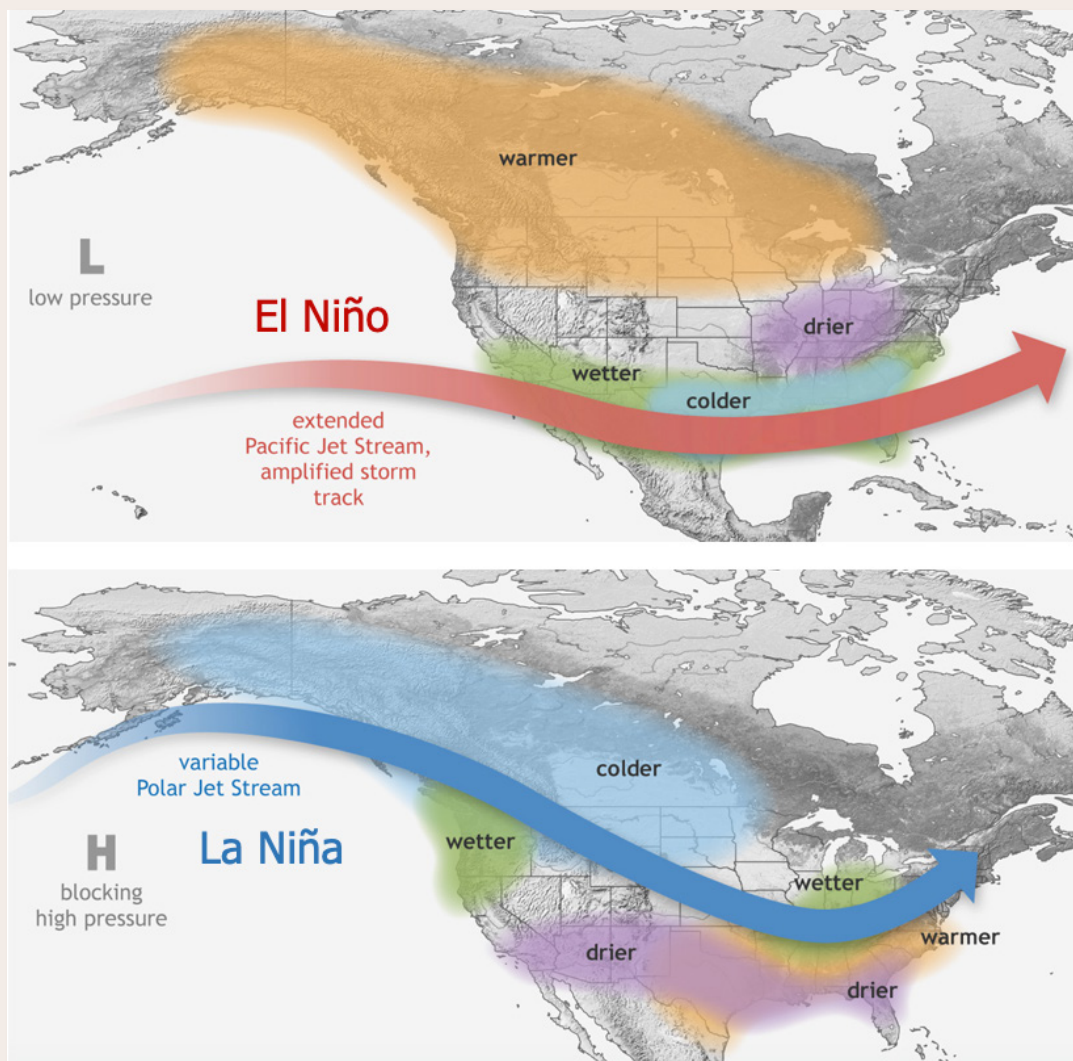 warmer
L
low pressure
El Niño
drier
wetter
colder
extended
Pacific Jet Stream,
amplified storm
track
variable
Polar Jet Stream
colder
H
blocking
high pressure
La Niña
wetter
wetter
warmer
drier
drier